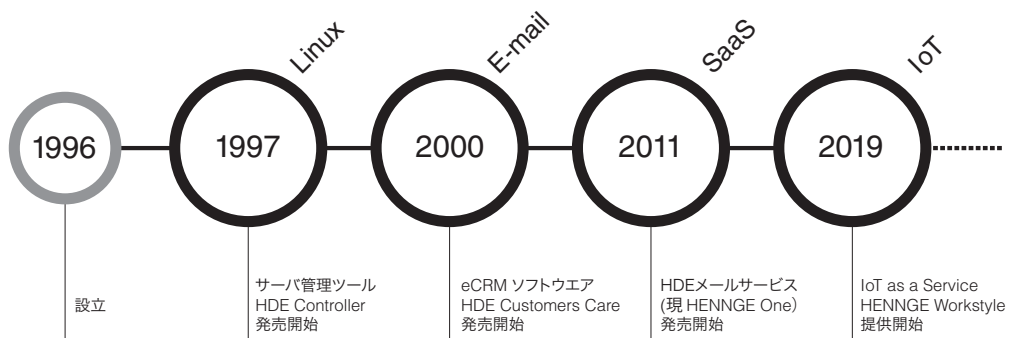 Linux
E-mail
SaaS
IoT
1996
1997
2000
2011
2019
設立
サーバ管理ツール
HDE Controller
発売開始
eCRM ソフトウエア
HDE Customers Care
発売開始
HDEメールサービス
(現 HENNGE One）
発売開始
IoT as a Service
HENNGE Workstyle
提供開始